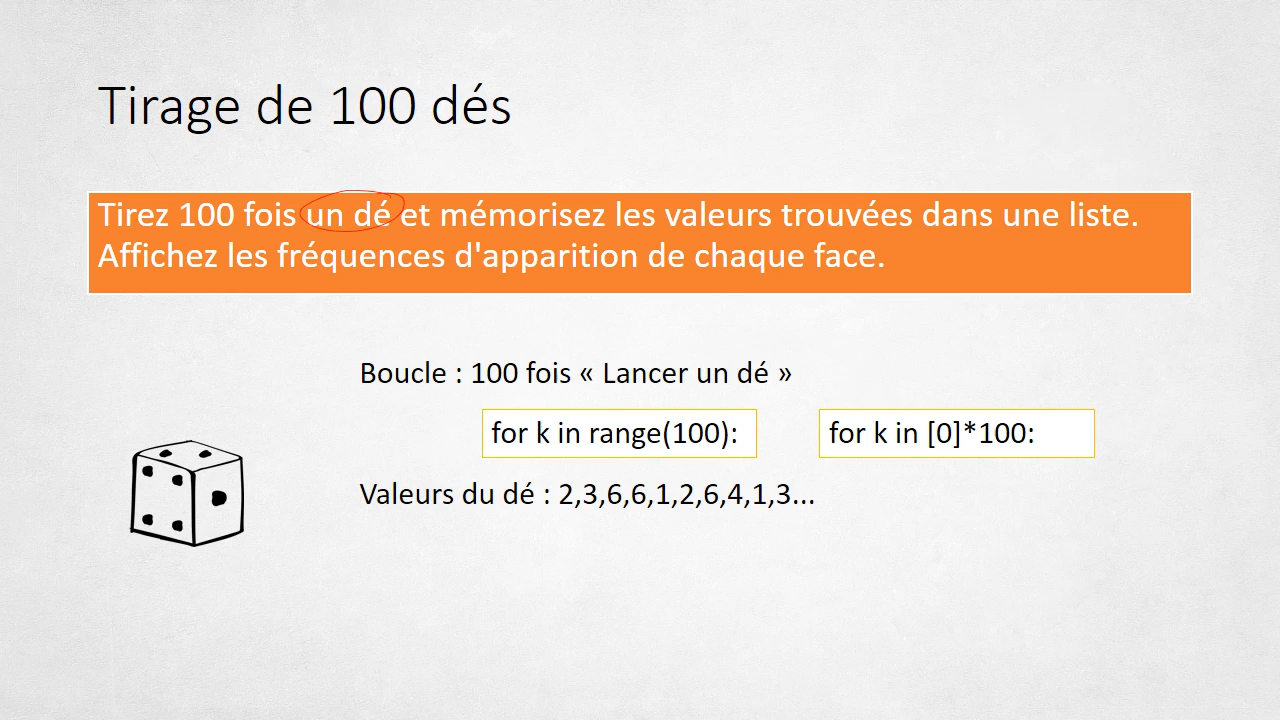 Tirage de 100 dés
Tirez 100 fois un dé et mémorisez les valeurs trouvées dans une liste.
Affichez les fréquences d'apparition de chaque face.
Boucle : 100 fois « Lancer un dé »
for k in range(100):
for k in [0]*100:
Valeurs du dé : 2,3,6,6,1,2,6,4,1,3...